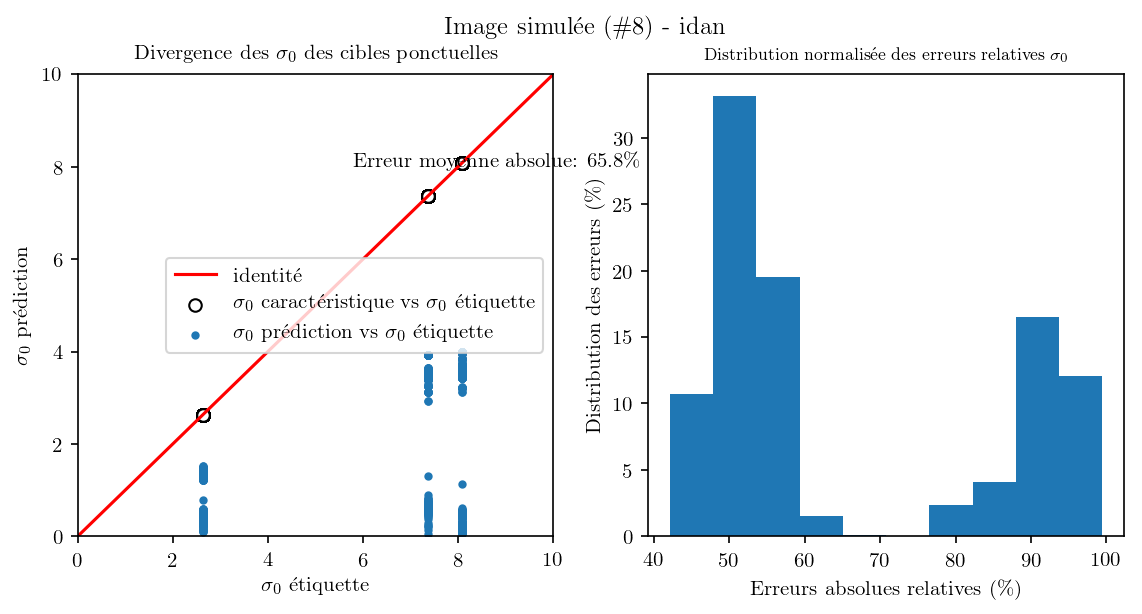 Image simulée (#8) - idan
Divergence des σ₀ des cibles ponctuelles
σ₀ prédiction
10
8
6
4
2
0
Erreur moyenne absolue: 65.8%
identité
σ₀ caractéristique vs σ₀ étiquette
σ₀ prédiction vs σ₀ étiquette
0 2 4 6 8 10
σ₀ étiquette
Distribution normalisée des erreurs relatives σ₀
Distribution des erreurs (%)
30
25
20
15
10
5
0
40 50 60 70 80 90 100
Erreurs absolues relatives (%)